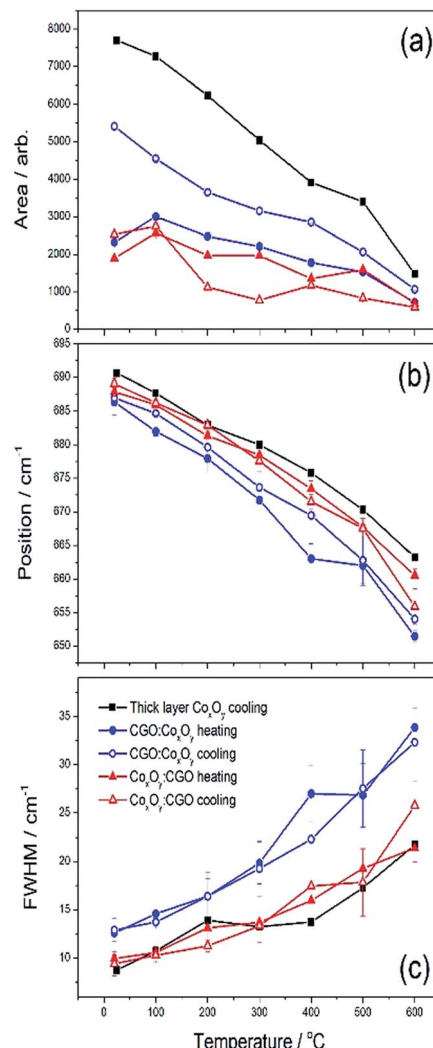 (a)
8000
7000
6000
5000
4000
3000
2000
1000
0
Area / arb.
695
(b)
690
685
680
675
670
665
660
655
650
Position / cm⁻¹
Thick layer CoₓOᵧ cooling
CGO:CoₓOᵧ heating
CGO:CoₓOᵧ cooling
CoₓOᵧ:CGO heating
CoₓOᵧ:CGO cooling
35
30
25
20
15
10
FWHM / cm⁻¹
(c)
0 100 200 300 400 500 600
Temperature / °C